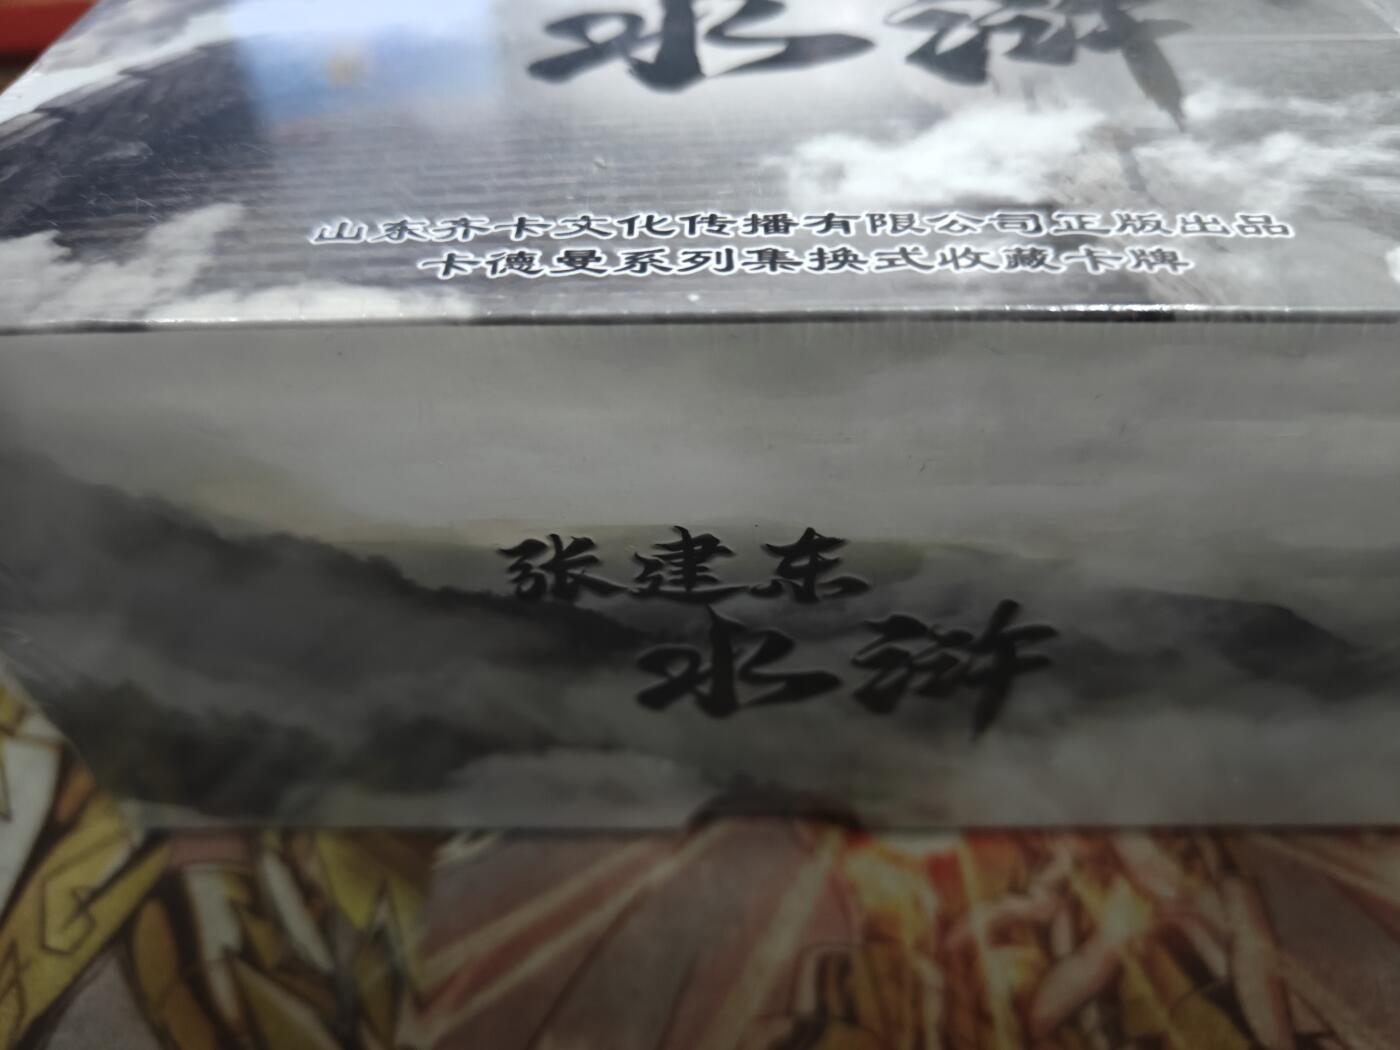 水浒
山东齐卡文化传播有限公司正版出品
卡德曼系列集换式收藏卡牌
张建东
水浒